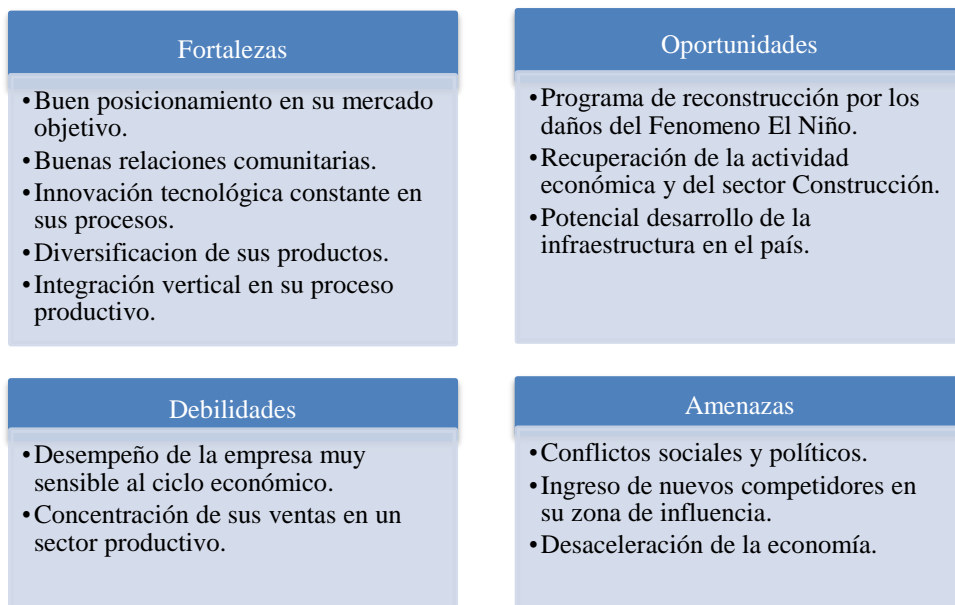 Fortalezas
•Buen posicionamiento en su mercado
objetivo.
•Buenas relaciones comunitarias.
•Innovación tecnológica constante en
sus procesos.
•Diversificacion de sus productos.
•Integración vertical en su proceso
productivo.
Oportunidades
•Programa de reconstrucción por los
daños del Fenomeno El Niño.
•Recuperación de la actividad
económica y del sector Construcción.
•Potencial desarrollo de la
infraestructura en el país.
Debilidades
•Desempeño de la empresa muy
sensible al ciclo económico.
•Concentración de sus ventas en un
sector productivo.
Amenazas
•Conflictos sociales y políticos.
•Ingreso de nuevos competidores en
su zona de influencia.
•Desaceleración de la economía.